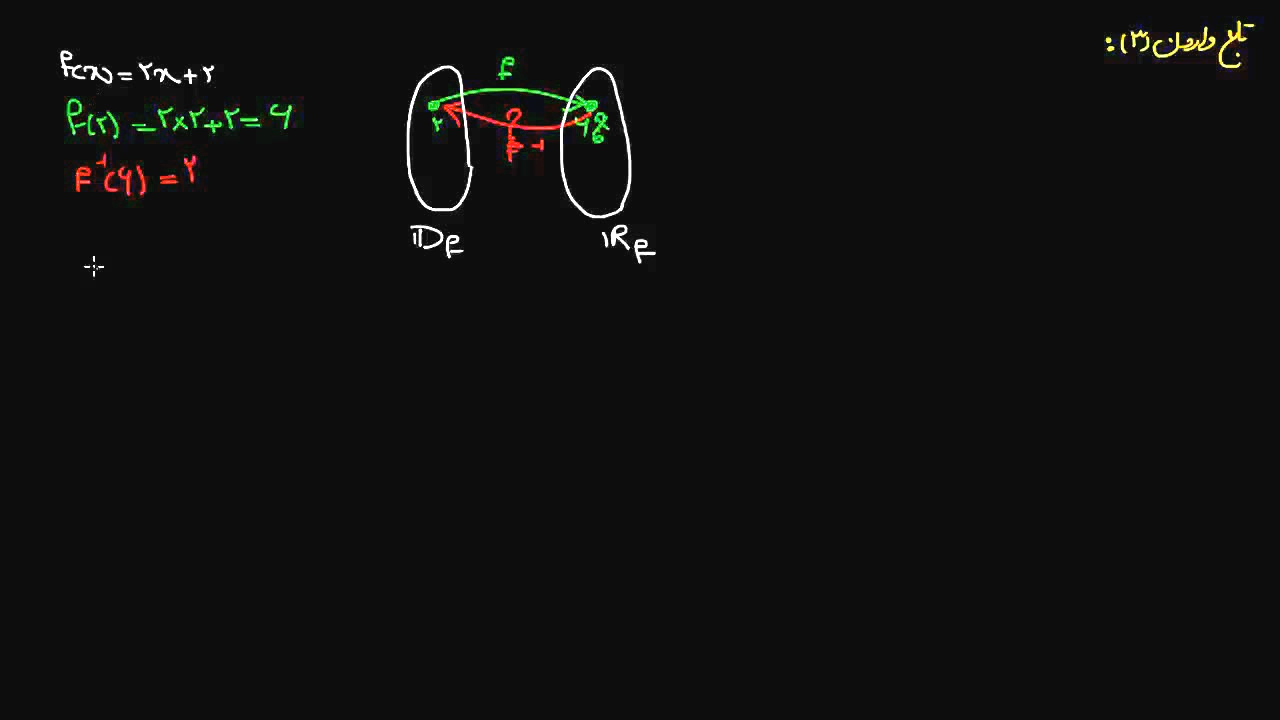 تابع وارون (۳):
f(x) = ۲x + ۲
f(۲) = ۲×۲+۲= ۶
f⁻¹(۶) = ۲
f
۲ ۶
f⁻¹
D_f R_f